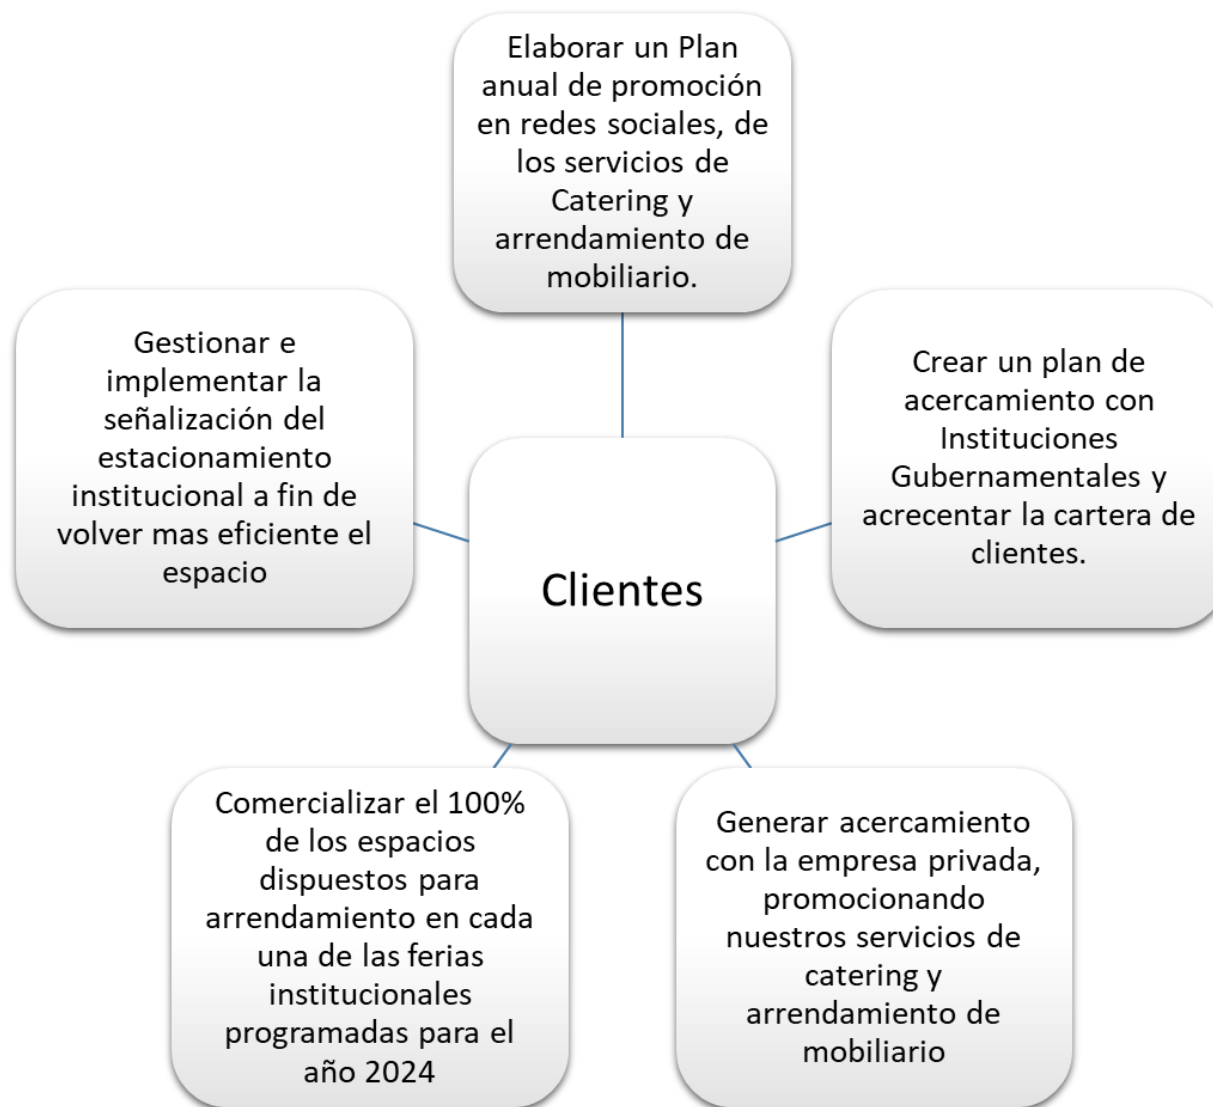 Elaborar un Plan
anual de promoción
en redes sociales, de
los servicios de
Catering y
arrendamiento de
mobiliario.
Crear un plan de
acercamiento con
Instituciones
Gubernamentales y
acrecentar la cartera de
clientes.
Generar acercamiento
con la empresa privada,
promocionando
nuestros servicios de
catering y
arrendamiento de
mobiliario
Comercializar el 100%
de los espacios
dispuestos para
arrendamiento en cada
una de las ferias
institucionales
programadas para el
año 2024
Gestionar e
implementar la
señalización del
estacionamiento
institucional a fin de
volver mas eficiente el
espacio
Clientes